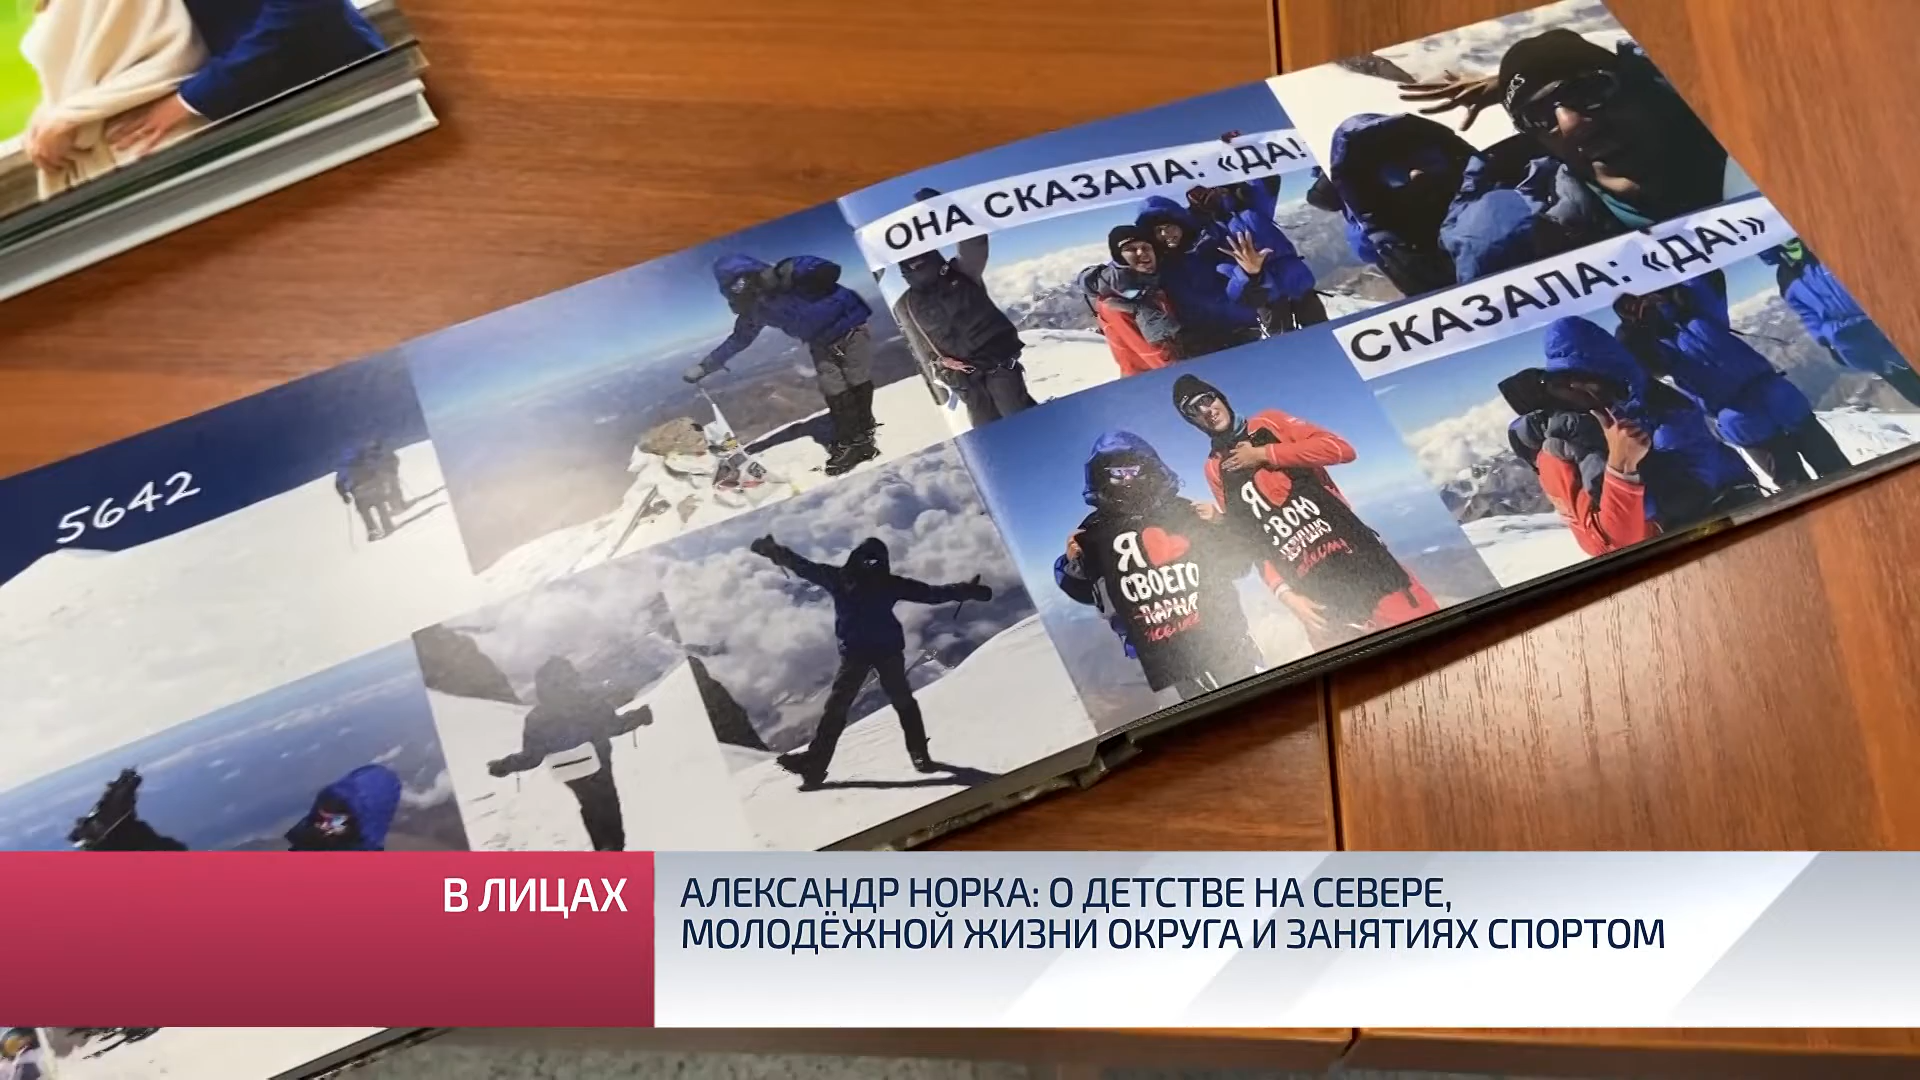 ОНА СКАЗАЛА: «ДА!
СКАЗАЛА: «ДА!»
5642
Я
СВОЕГО
ПАРНЯ
Я
СВОЮ
В ЛИЦАХ
АЛЕКСАНДР НОРКА: О ДЕТСТВЕ НА СЕВЕРЕ,
МОЛОДЁЖНОЙ ЖИЗНИ ОКРУГА И ЗАНЯТИЯХ СПОРТОМ